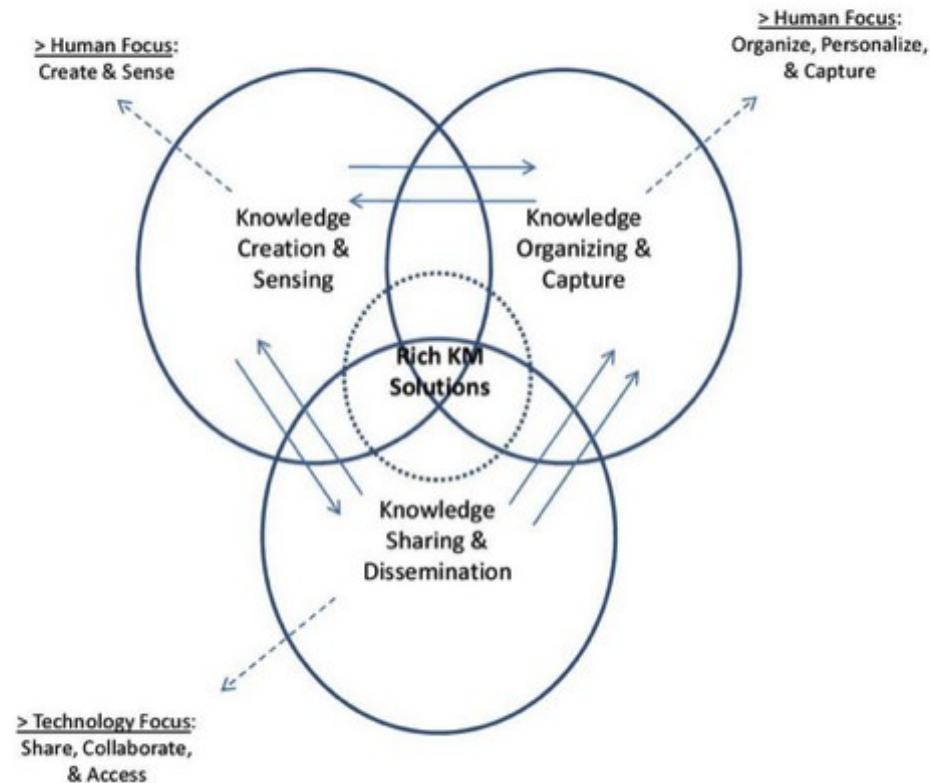 > Human Focus:
Create & Sense
> Human Focus:
Organize, Personalize,
& Capture
Knowledge
Creation &
Sensing
Knowledge
Organizing &
Capture
Rich KM
Solutions
Knowledge
Sharing &
Dissemination
> Technology Focus:
Share, Collaborate,
& Access